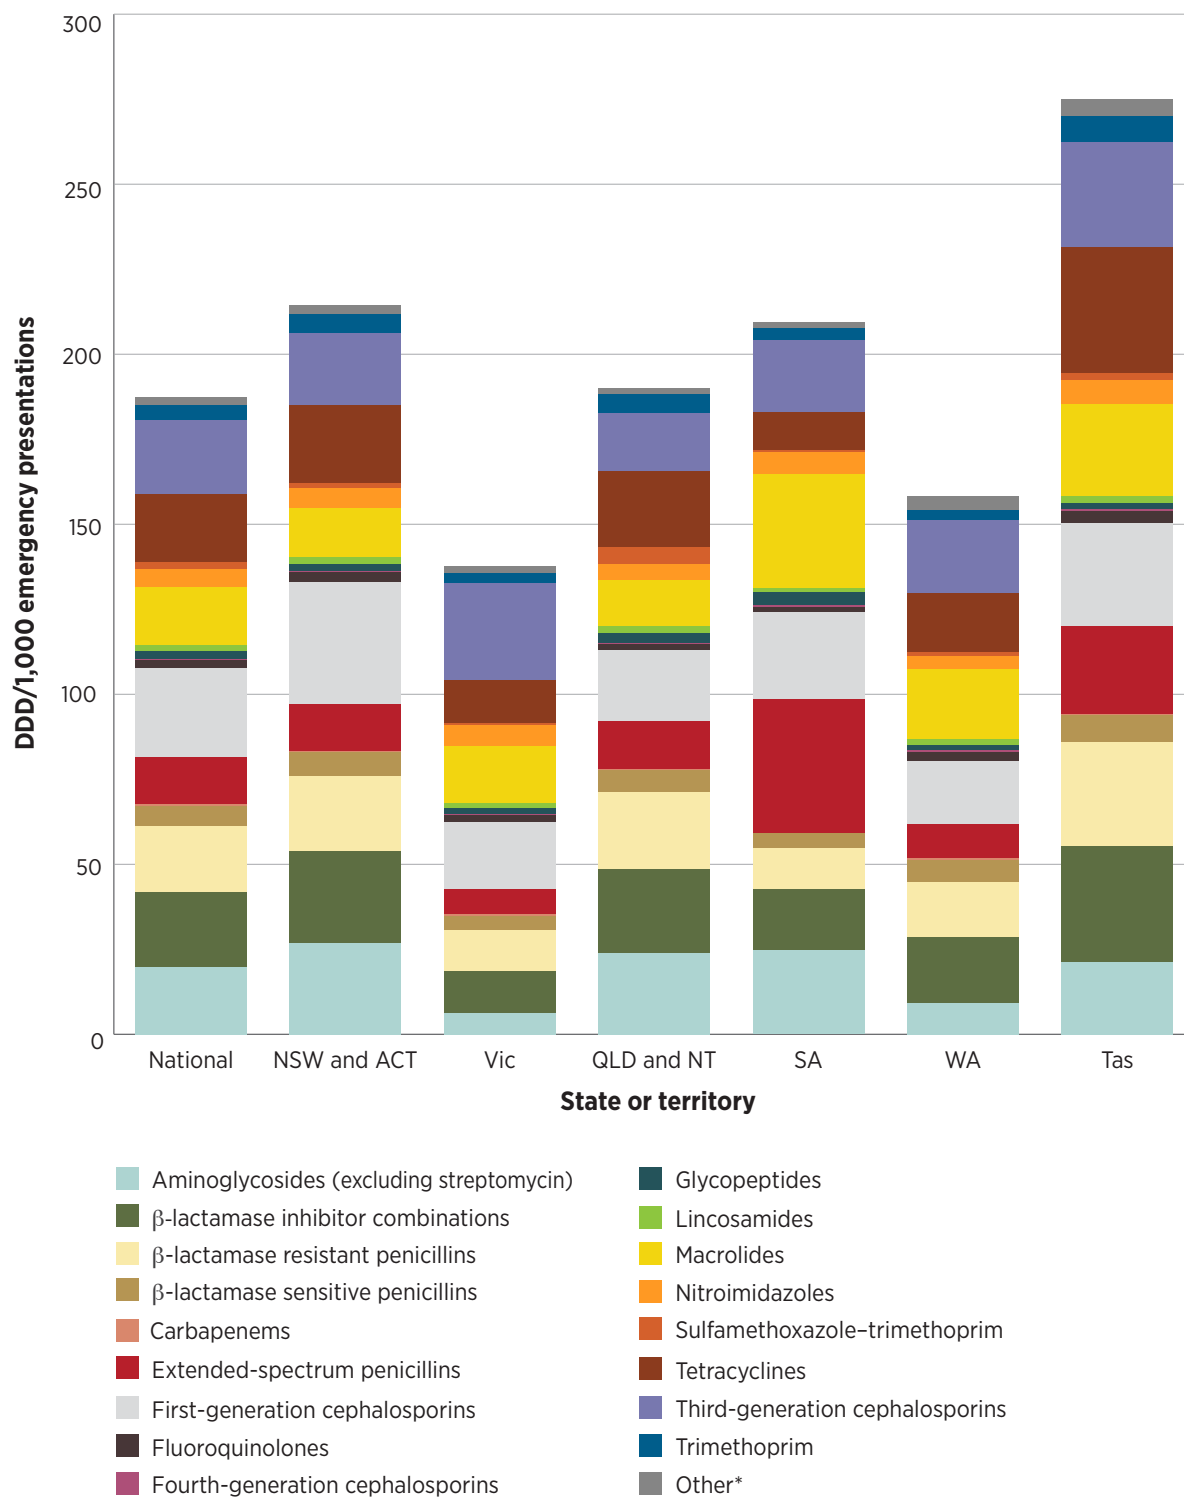 300
250
200
150
100
50
0
DDD/1,000 emergency presentations
National
NSW and ACT
Vic
QLD and NT
SA
WA
Tas
State or territory
Aminoglycosides (excluding streptomycin)
β-lactamase inhibitor combinations
β-lactamase resistant penicillins
β-lactamase sensitive penicillins
Carbapenems
Extended-spectrum penicillins
First-generation cephalosporins
Fluoroquinolones
Fourth-generation cephalosporins
Glycopeptides
Lincosamides
Macrolides
Nitroimidazoles
Sulfamethoxazole–trimethoprim
Tetracyclines
Third-generation cephalosporins
Trimethoprim
Other*